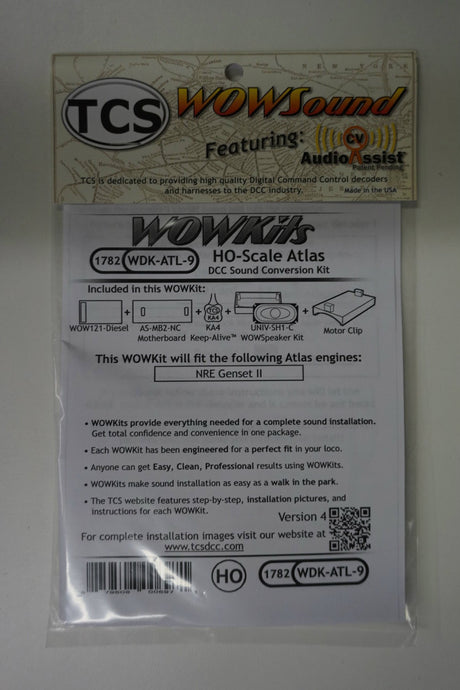 TCS
WOWSound
Featuring:
CV
AudioAssist
Patent Pending
TCS is dedicated to providing high quality Digital Command Control decoders
and harnesses to the DCC industry.
Made in the USA
WOWKits
1782 WDK-ATL-9
HO-Scale Atlas
DCC Sound Conversion Kit
Included in this WOWKit:
TCS
KA4
WOW121-Diesel + AS-MB2-NC + KA4 + UNIV-SH1-C + Motor Clip
Motherboard Keep-Alive™ WOWSpeaker Kit
This WOWKit will fit the following Atlas engines:
NRE Genset II
• WOWKits provide everything needed for a complete sound installation.
Get total confidence and convenience in one package.
• Each WOWKit has been engineered for a perfect fit in your loco.
• Anyone can get Easy, Clean, Professional results using WOWKits.
• WOWKits make sound installation as easy as a walk in the park.
• The TCS website features step-by-step, installation pictures, and
instructions for each WOWKit.
Version 4
For complete installation images visit our website at
www.tcsdcc.com
HO
1782 WDK-ATL-9